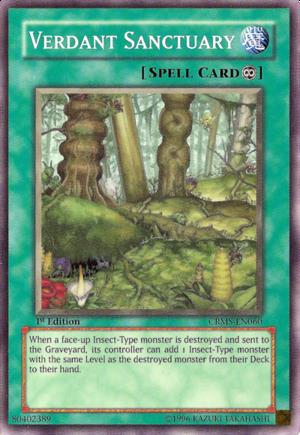 VERDANT SANCTUARY 魔
[SPELL CARD∞]
1st Edition
CRMS-EN060
When a face-up Insect-Type monster is destroyed and sent to
the Graveyard, its controller can add 1 Insect-Type monster
with the same Level as the destroyed monster from their Deck
to their hand.
80402389
©1996 KAZUKI TAKAHASHI